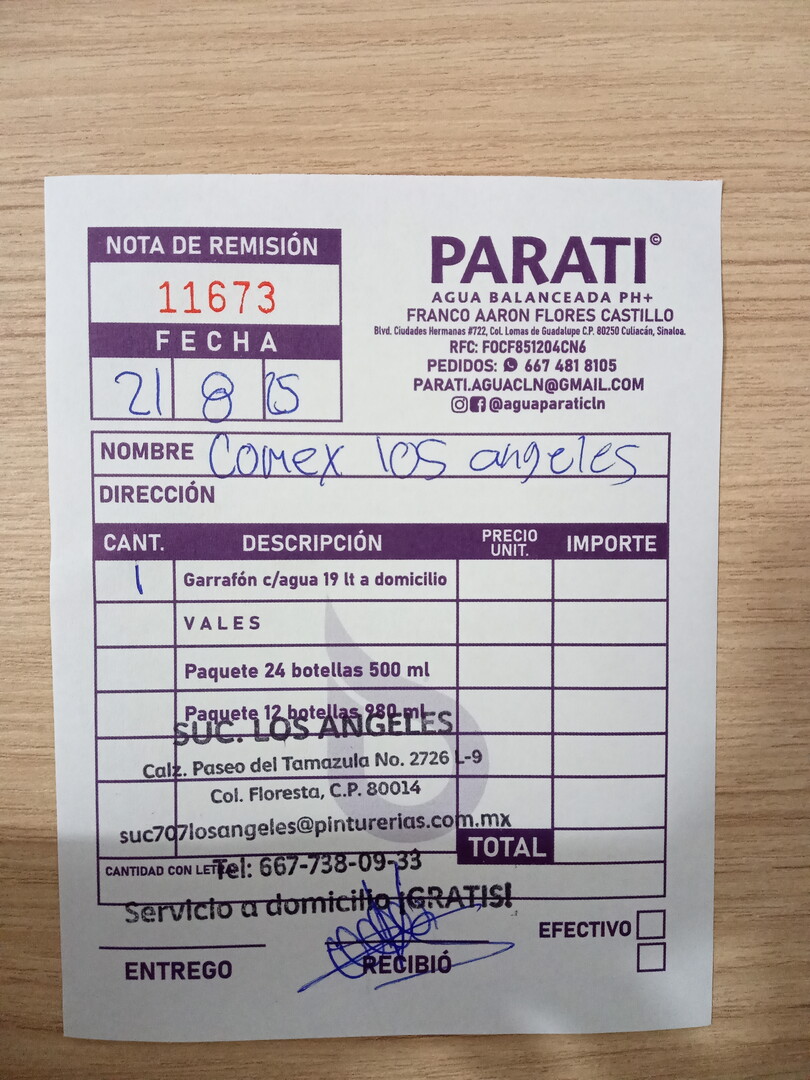 NOTA DE REMISIÓN
11673
FECHA
21 8 25
PARATI©
AGUA BALANCEADA PH+
FRANCO AARON FLORES CASTILLO
Blvd. Ciudades Hermanas #722, Col. Lomas de Guadalupe C.P. 80250 Culiacán, Sinaloa.
RFC: FOCF851204CN6
PEDIDOS: 667 481 8105
PARATI.AGUACLN@GMAIL.COM
@aguaparaticln
NOMBRE Comex los angeles
DIRECCIÓN
CANT. DESCRIPCIÓN PRECIO UNIT. IMPORTE
1 Garrafón c/agua 19 lt a domicilio
VALES
Paquete 24 botellas 500 ml
Paquete 12 botellas 980 ml
SUC. LOS ANGELES
Calz. Paseo del Tamazula No. 2726 L-9
Col. Floresta, C.P. 80014
suc707losangeles@pinturerias.com.mx
TOTAL
CANTIDAD CON LETRA
Tel: 667-738-09-33
Servicio a domicilio ¡GRATIS!
EFECTIVO
ENTREGO
RECIBIÓ